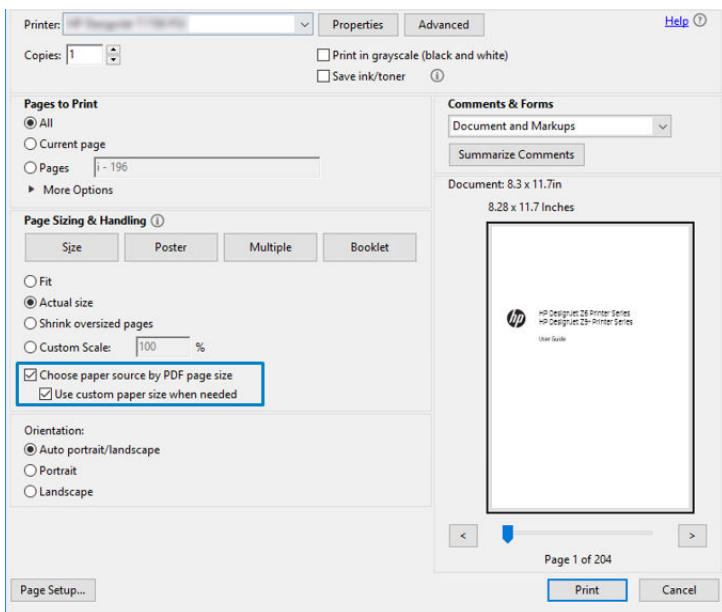 Printer:
Properties
Advanced
Help
Copies: 1
Print in grayscale (black and white)
Save ink/toner
Pages to Print
All
Current page
Pages i - 196
More Options
Comments & Forms
Document and Markups
Summarize Comments
Page Sizing & Handling
Size Poster Multiple Booklet
Fit
Actual size
Shrink oversized pages
Custom Scale: 100 %
Choose paper source by PDF page size
Use custom paper size when needed
Orientation:
Auto portrait/landscape
Portrait
Landscape
Document: 8.3 x 11.7in
8.28 x 11.7 Inches
hp
HP DesignJet Z6 Printer Series
HP DesignJet Z9+ Printer Series
User Guide
< >
Page 1 of 204
Page Setup...
Print
Cancel